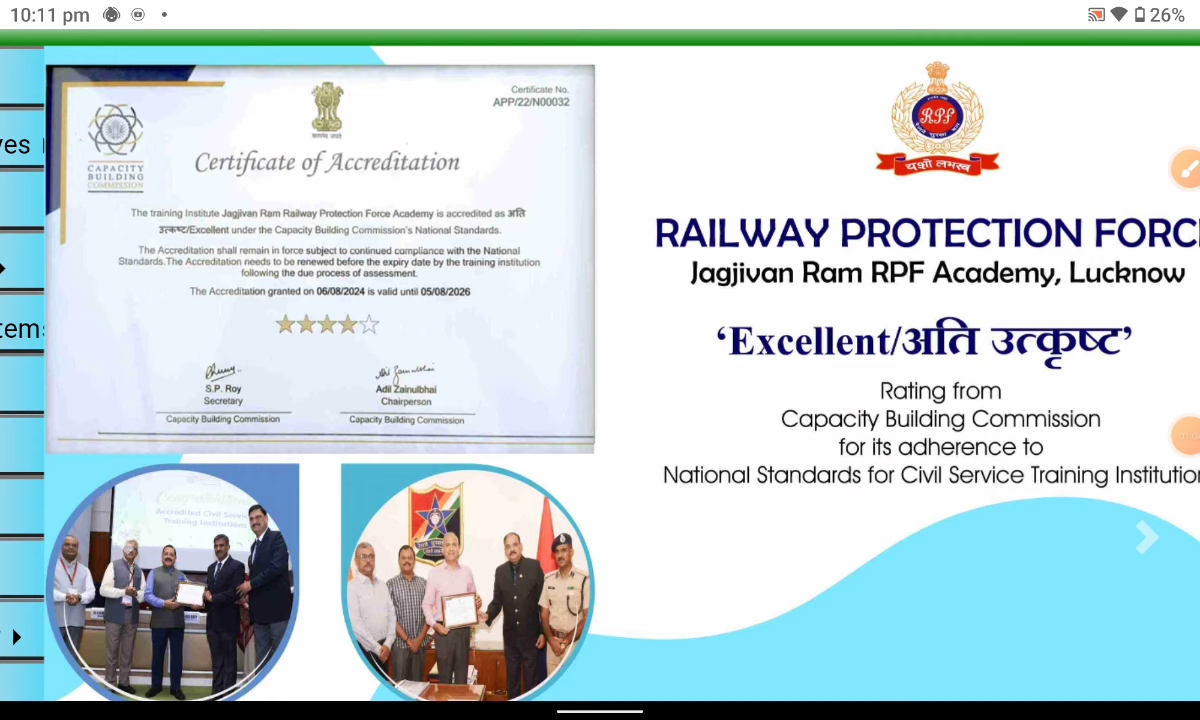 10:11 pm
26%
ves
tems
Certificate No.
APP/22/N00032
CAPACITY
BUILDING
COMMISSION
सत्यमेव जयते
Certificate of Accreditation
The training Institute Jagjivan Ram Railway Protection Force Academy is accredited as अति
उत्कष्ट/Excellent under the Capacity Building Commission's National Standards.
The Accreditation shall remain in force subject to continued compliance with the National
Standards.The Accreditation needs to be renewed before the expiry date by the training institution
following the due process of assessment.
The Accreditation granted on 06/08/2024 is valid until 05/08/2026
S.P. Roy
Secretary
Capacity Building Commission
Adil Zainulbhai
Chairperson
Capacity Building Commission
RPF
यशो लभस्व
RAILWAY PROTECTION FORC
Jagjivan Ram RPF Academy, Lucknow
‘Excellent/अति उत्कृष्ट’
Rating from
Capacity Building Commission
for its adherence to
National Standards for Civil Service Training Institution
Accredited Civil Servi
Training Institutions